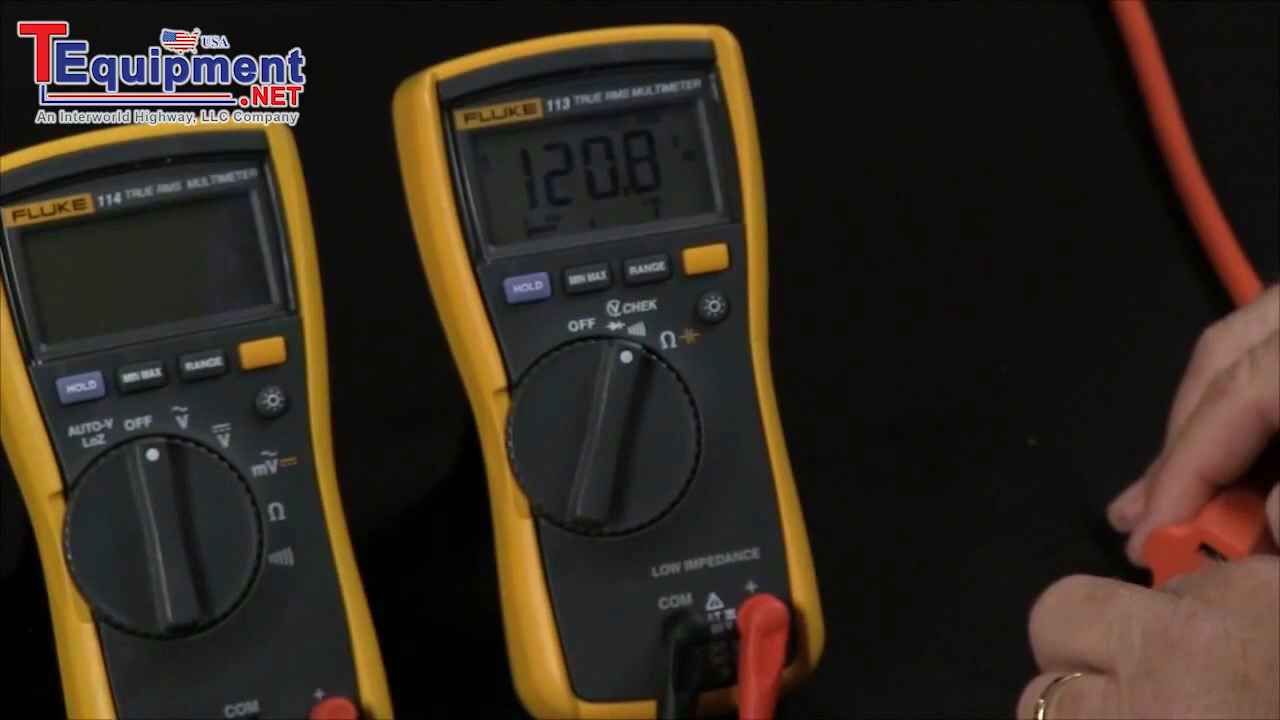 TEquipment USA
.NET
An Interworld Highway, LLC Company
FLUKE 114 TRUE RMS MULTIMETER
HOLD MIN MAX RANGE
AUTO-V LoZ OFF ~V
V
mV
Ω
COM +
FLUKE 113 TRUE RMS MULTIMETER
120.8
HOLD MIN MAX RANGE
V CHEK
OFF Ω
LOW IMPEDANCE
COM +